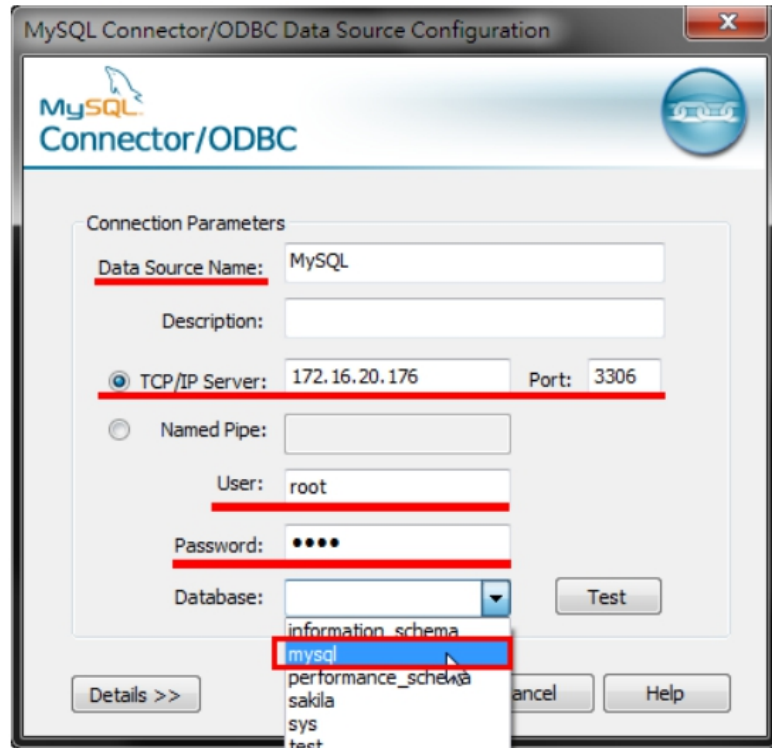 MySQL Connector/ODBC Data Source Configuration
MySQL
Connector/ODBC
Connection Parameters
Data Source Name: MySQL
Description:
TCP/IP Server: 172.16.20.176 Port: 3306
Named Pipe:
User: root
Password: ••••
Database: Test
information_schema
mysql
performance_schema
Details >> ancel Help
sakila
sys
test